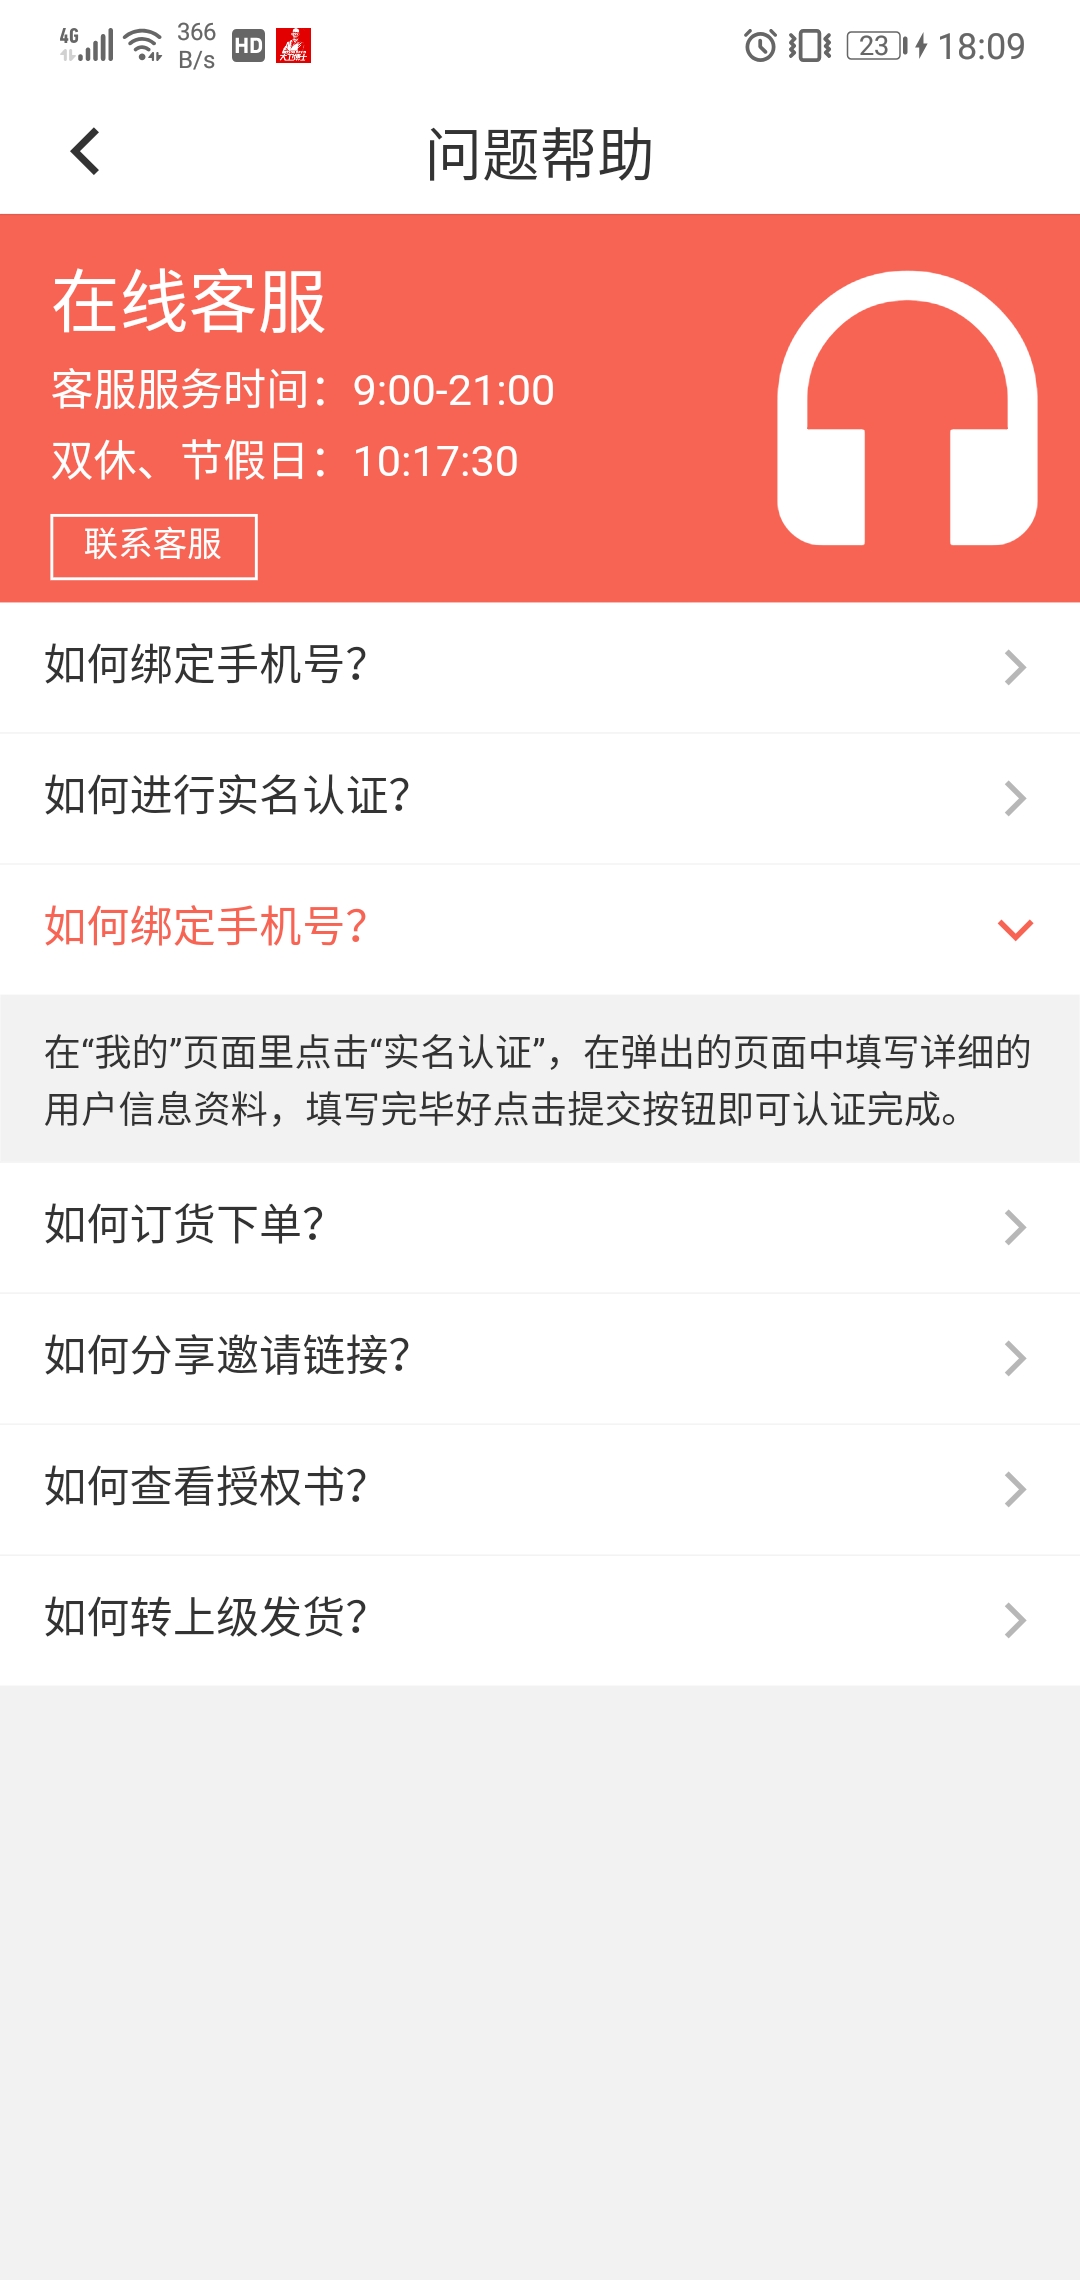 4G
366
B/s
HD
23
18:09
问题帮助
在线客服
客服服务时间：9:00-21:00
双休、节假日：10:17:30
联系客服
如何绑定手机号？
如何进行实名认证？
如何绑定手机号？
在“我的”页面里点击“实名认证”，在弹出的页面中填写详细的
用户信息资料，填写完毕好点击提交按钮即可认证完成。
如何订货下单？
如何分享邀请链接？
如何查看授权书？
如何转上级发货？